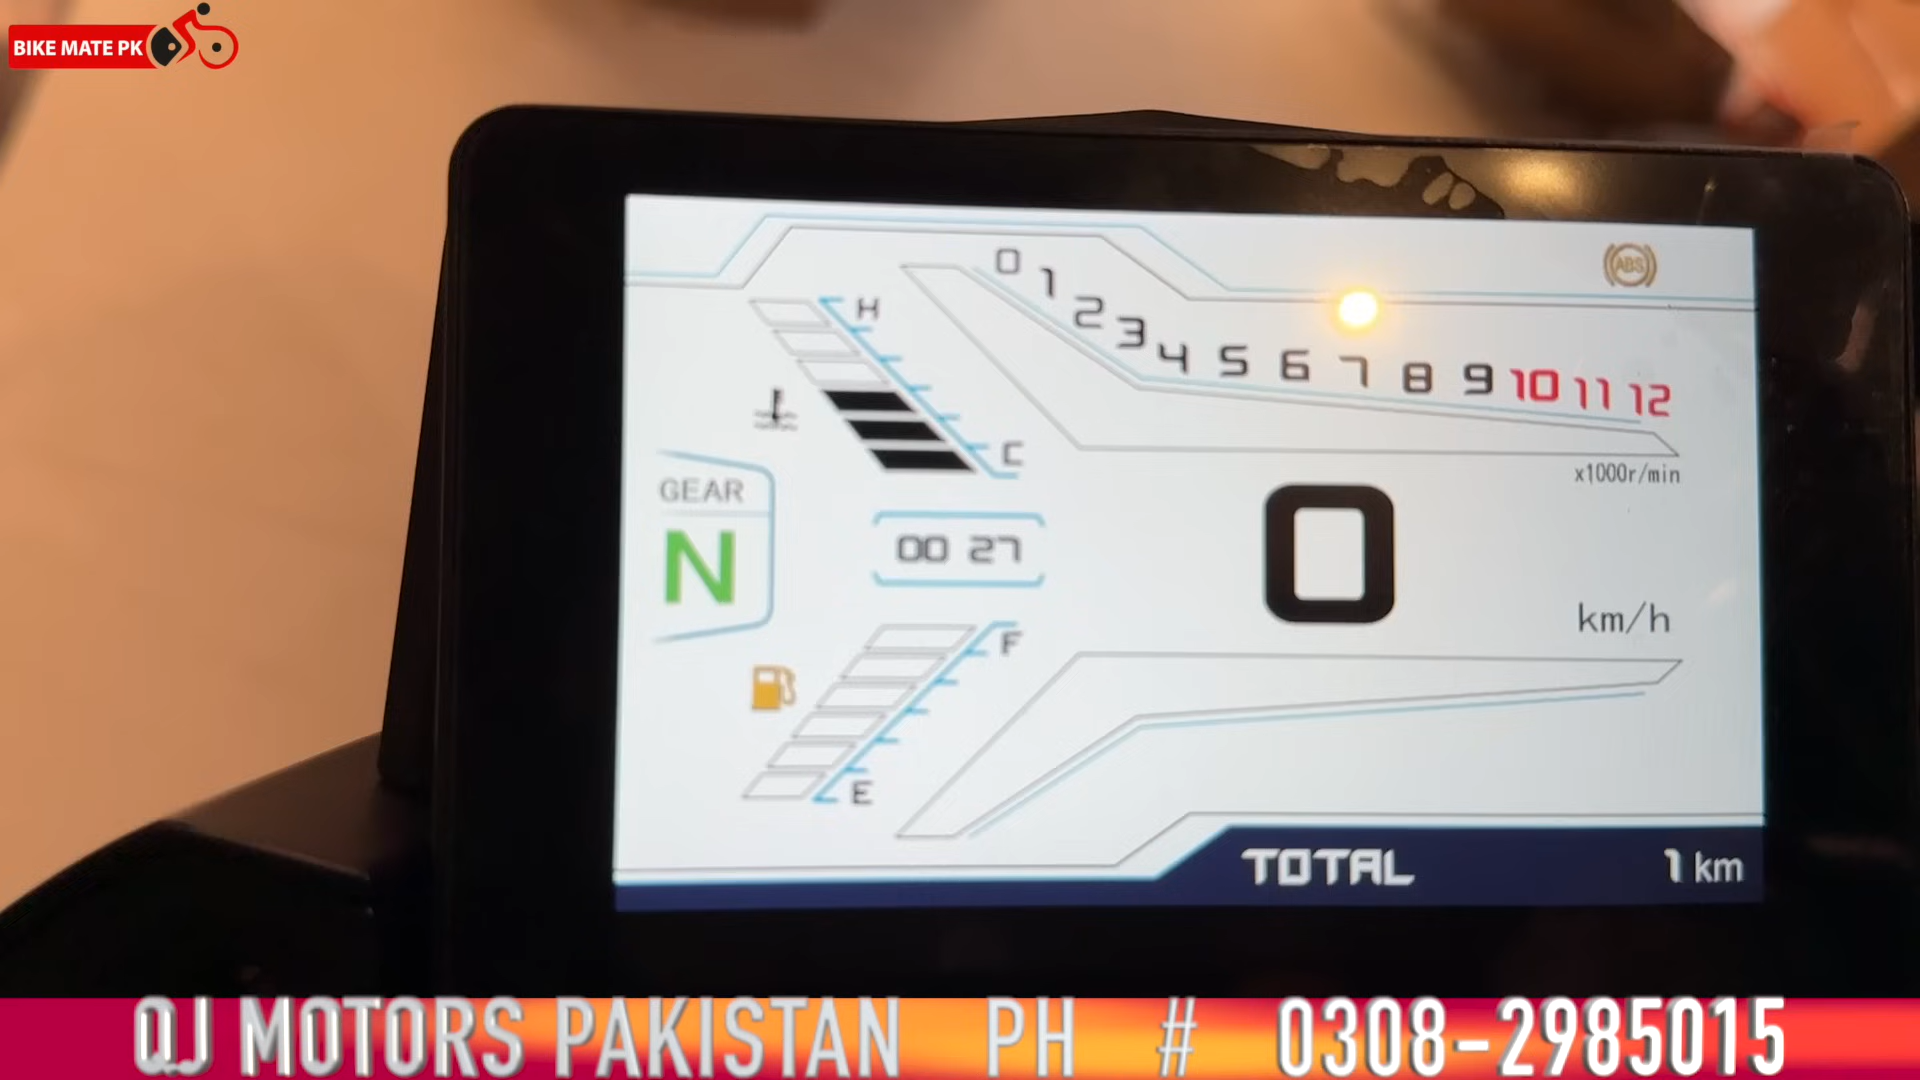 BIKE MATE PK
ABS
0 1 2 3 4 5 6 7 8 9 10 11 12
x1000r/min
H
C
GEAR
N
00 27
0
km/h
F
E
TOTAL 1 km
QJ MOTORS PAKISTAN PH # 0308-2985015